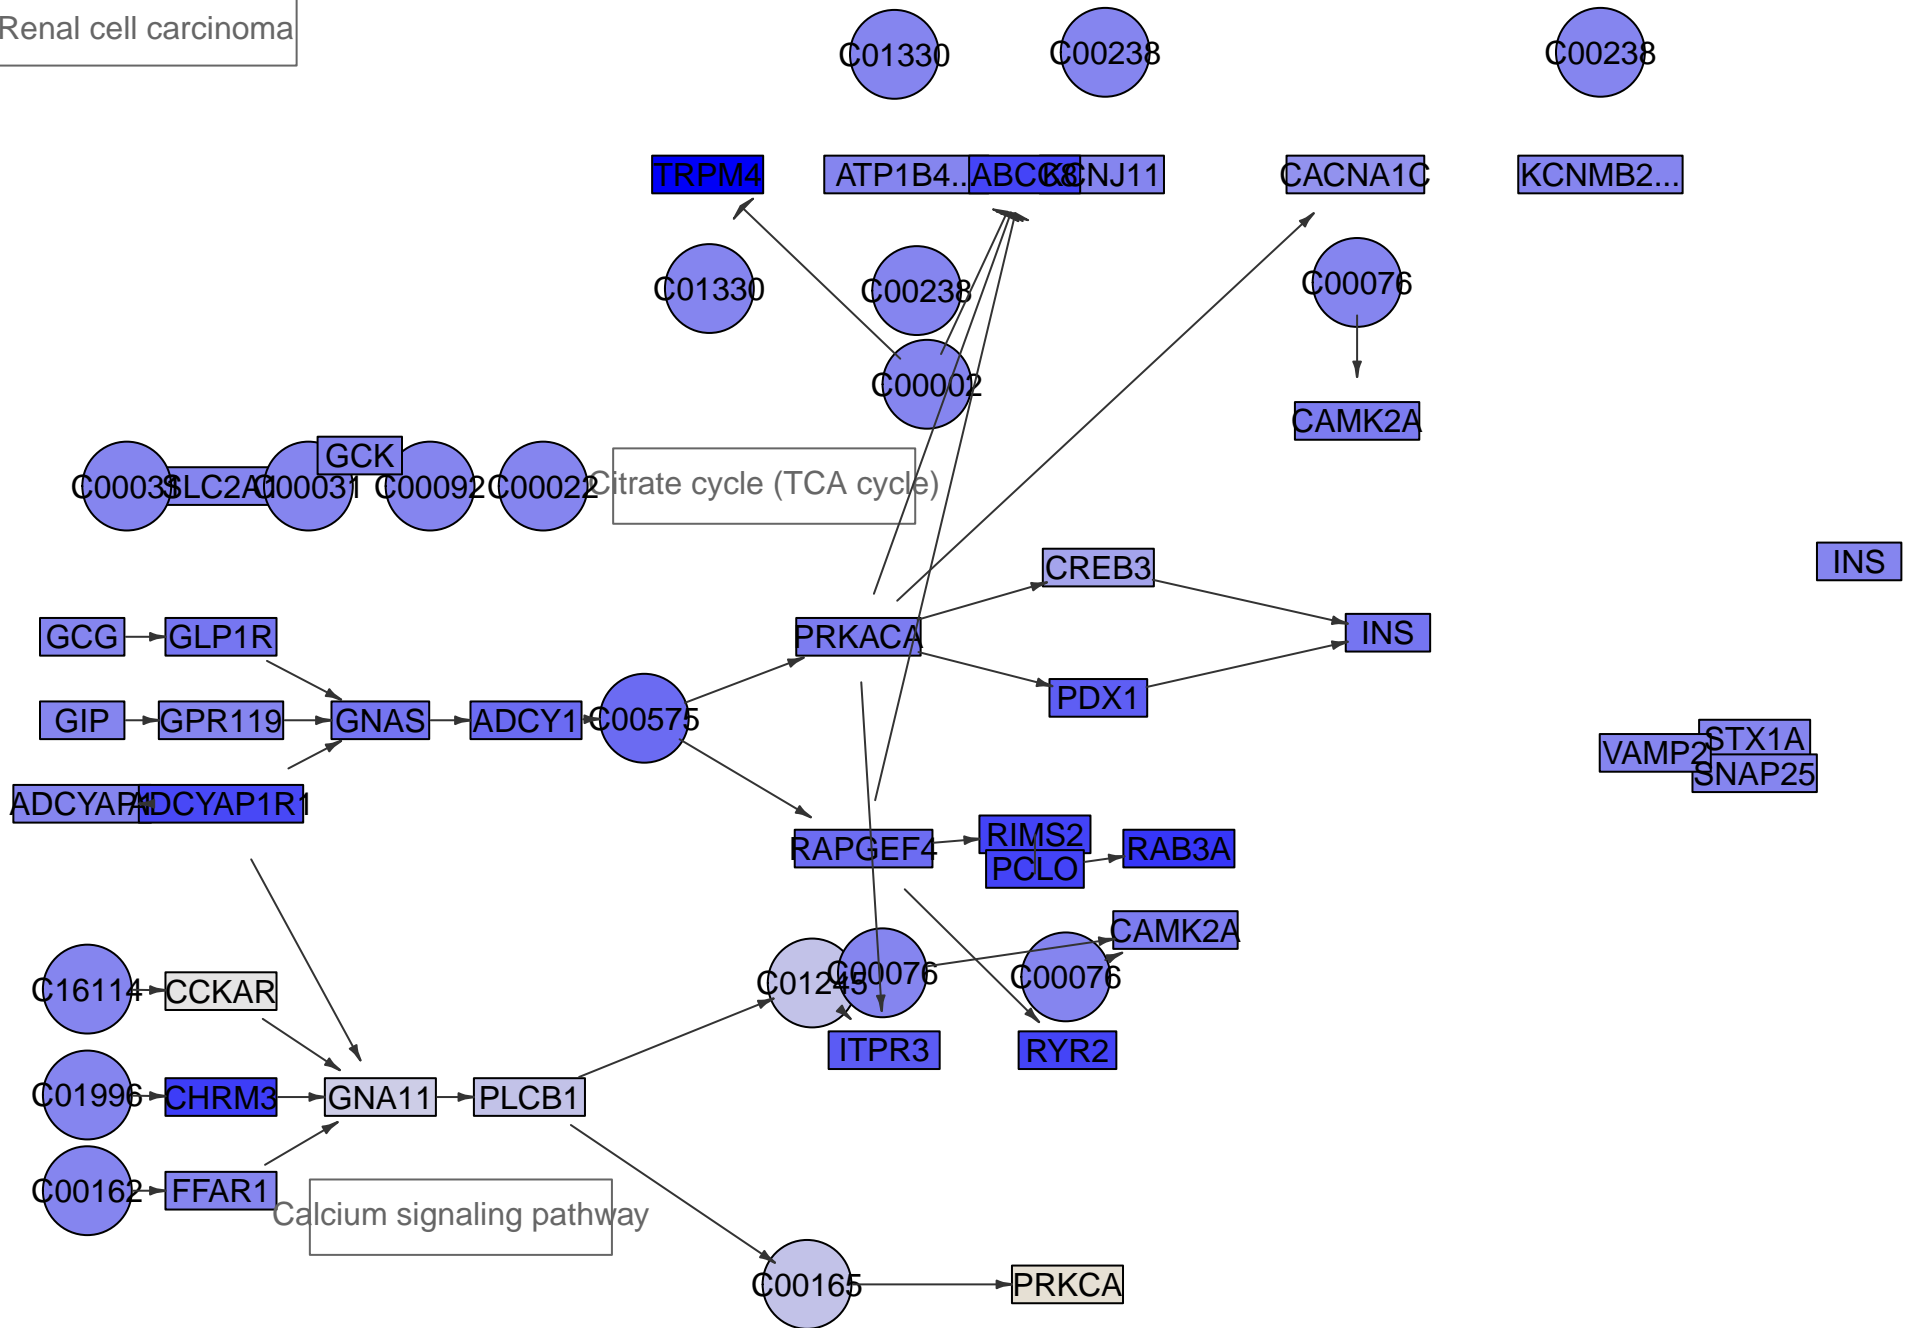 Renal cell carcinoma
C01330
C00238
C00238
TRPM4
ATP1B4...
ABCC8
KCNJ11
CACNA1C
KCNMB2...
C01330
C00238
C00076
C00002
CAMK2A
GCK
C00031
SLC2A1
C00031
C00092
C00022
Citrate cycle (TCA cycle)
CREB3
INS
GCG
GLP1R
PRKACA
INS
PDX1
GIP
GPR119
GNAS
ADCY1
C00575
STX1A
VAMP2
SNAP25
ADCYAP1
ADCYAP1R1
RIMS2
RAPGEF4
RAB3A
PCLO
CAMK2A
C16114
CCKAR
C01245
C00076
C00076
ITPR3
RYR2
C01996
CHRM3
GNA11
PLCB1
C00162
FFAR1
Calcium signaling pathway
C00165
PRKCA